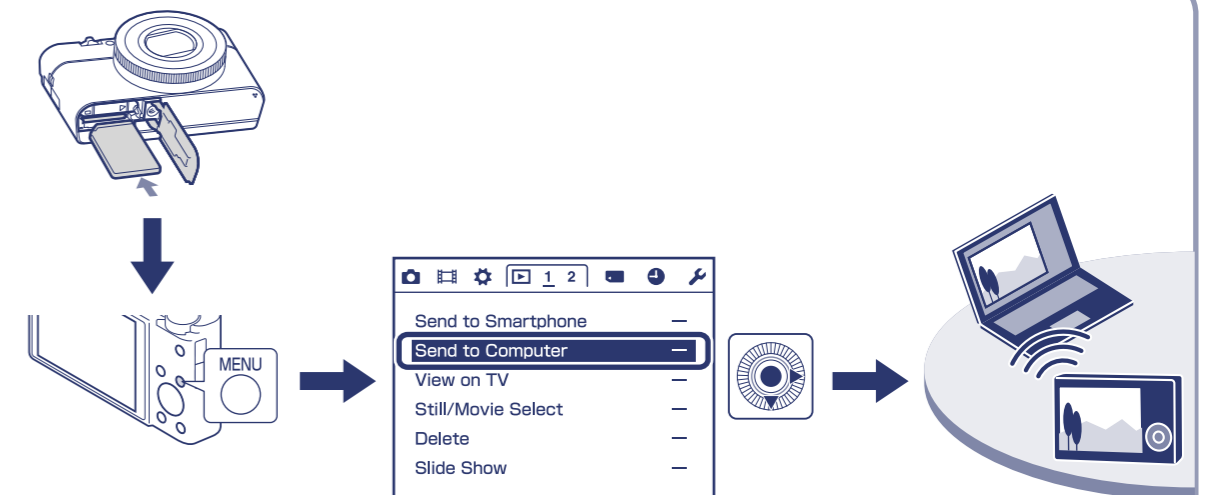 MENU
1 2
Send to Smartphone —
Send to Computer —
View on TV —
Still/Movie Select —
Delete —
Slide Show —